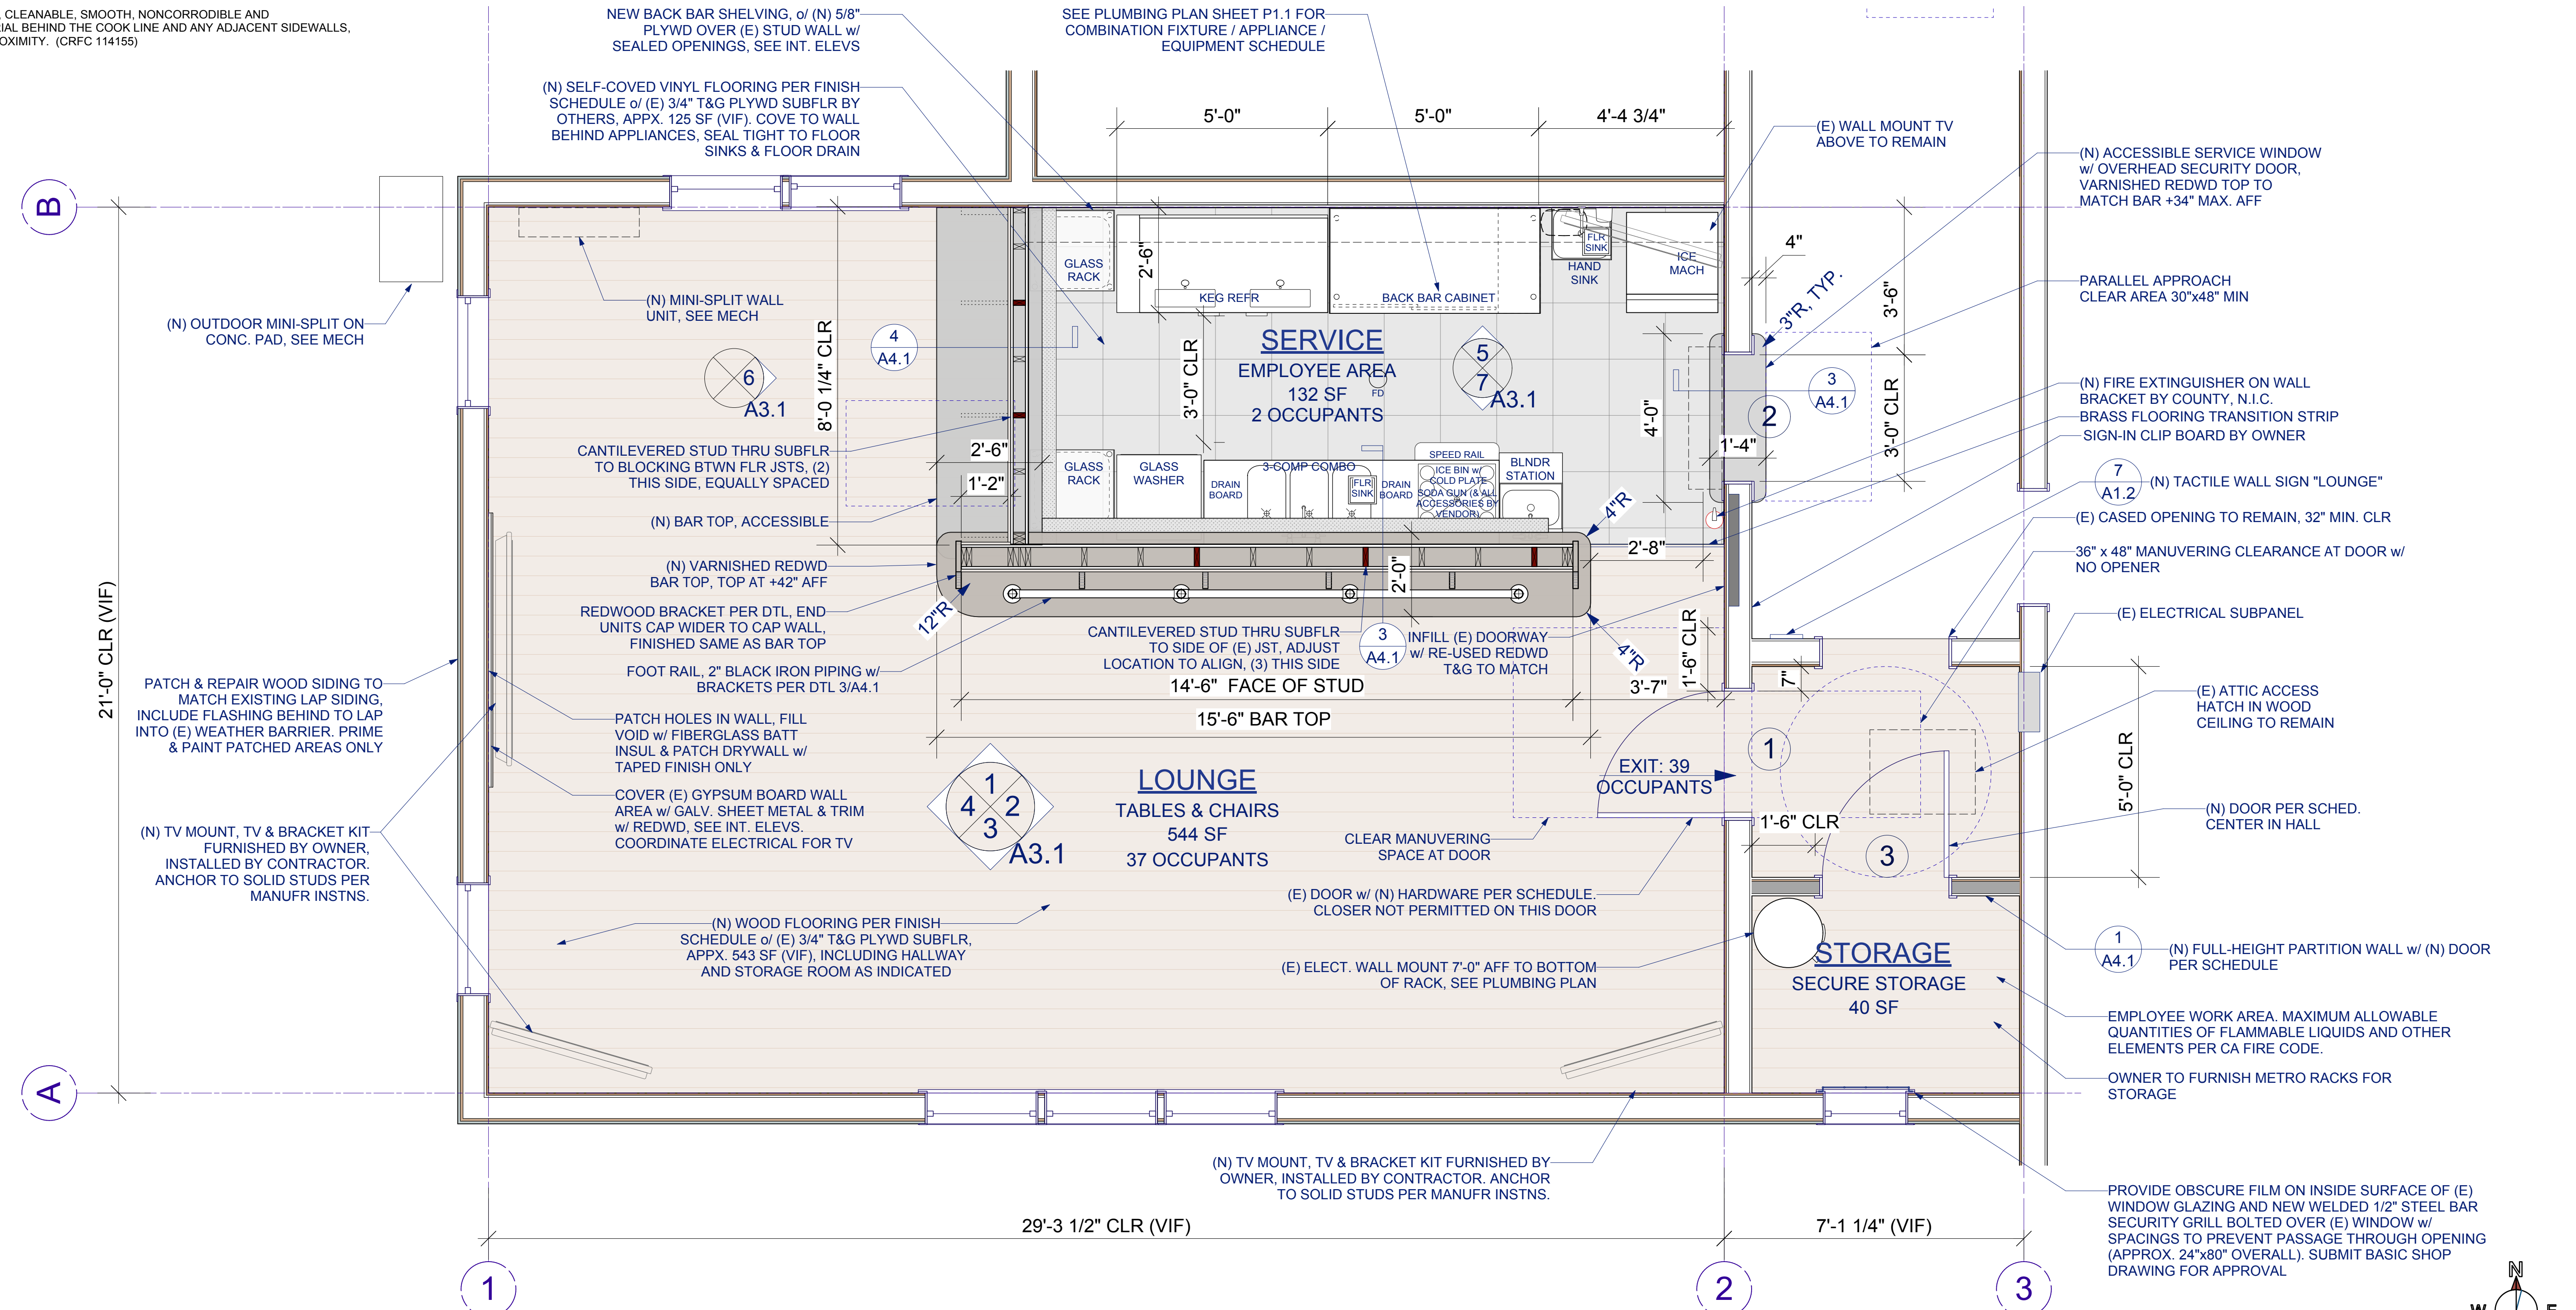 , CLEANABLE, SMOOTH, NONCORRODIBLE AND
RIAL BEHIND THE COOK LINE AND ANY ADJACENT SIDEWALLS,
OXIMITY. (CRFC 114155)
NEW BACK BAR SHELVING, o/ (N) 5/8"
PLYWD OVER (E) STUD WALL w/
SEALED OPENINGS, SEE INT. ELEVS
SEE PLUMBING PLAN SHEET P1.1 FOR
COMBINATION FIXTURE / APPLIANCE /
EQUIPMENT SCHEDULE
(N) SELF-COVED VINYL FLOORING PER FINISH
SCHEDULE o/ (E) 3/4" T&G PLYWD SUBFLR BY
OTHERS, APPX. 125 SF (VIF). COVE TO WALL
BEHIND APPLIANCES, SEAL TIGHT TO FLOOR
SINKS & FLOOR DRAIN
5'-0"
5'-0"
4'-4 3/4"
(E) WALL MOUNT TV
ABOVE TO REMAIN
(N) ACCESSIBLE SERVICE WINDOW
w/ OVERHEAD SECURITY DOOR,
VARNISHED REDWD TOP TO
MATCH BAR +34" MAX. AFF
B
4"
3"R, TYP.
3'-6"
PARALLEL APPROACH
CLEAR AREA 30"x48" MIN
(N) OUTDOOR MINI-SPLIT ON
CONC. PAD, SEE MECH
(N) MINI-SPLIT WALL
UNIT, SEE MECH
8'-0 1/4" CLR
4
A4.1
6
A3.1
GLASS
RACK
2'-6"
KEG REFR
BACK BAR CABINET
FLR
SINK
HAND
SINK
ICE
MACH
SERVICE
EMPLOYEE AREA
132 SF
2 OCCUPANTS
3'-0" CLR
FD
5
7
A3.1
4'-0"
2
1'-4"
3
A4.1
3'-0" CLR
(N) FIRE EXTINGUISHER ON WALL
BRACKET BY COUNTY, N.I.C.
BRASS FLOORING TRANSITION STRIP
SIGN-IN CLIP BOARD BY OWNER
7
A1.2
(N) TACTILE WALL SIGN "LOUNGE"
(E) CASED OPENING TO REMAIN, 32" MIN. CLR
36" x 48" MANUVERING CLEARANCE AT DOOR w/
NO OPENER
(E) ELECTRICAL SUBPANEL
CANTILEVERED STUD THRU SUBFLR
TO BLOCKING BTWN FLR JSTS, (2)
THIS SIDE, EQUALLY SPACED
2'-6"
1'-2"
GLASS
RACK
GLASS
WASHER
DRAIN
BOARD
3-COMP COMBO
FLR
SINK
DRAIN
BOARD
SPEED RAIL
ICE BIN w/
COLD PLATE
SODA GUN (& ALL
ACCESSORIES BY
VENDOR)
BLNDR
STATION
4"R
(N) BAR TOP, ACCESSIBLE
(N) VARNISHED REDWD
BAR TOP, TOP AT +42" AFF
2'-8"
2'-0"
REDWOOD BRACKET PER DTL, END
UNITS CAP WIDER TO CAP WALL,
FINISHED SAME AS BAR TOP
12"R
FOOT RAIL, 2" BLACK IRON PIPING w/
BRACKETS PER DTL 3/A4.1
CANTILEVERED STUD THRU SUBFLR
TO SIDE OF (E) JST, ADJUST
LOCATION TO ALIGN, (3) THIS SIDE
3
A4.1
INFILL (E) DOORWAY
w/ RE-USED REDWD
T&G TO MATCH
4"R
1'-6" CLR
7"
14'-6" FACE OF STUD
3'-7"
15'-6" BAR TOP
21'-0" CLR (VIF)
PATCH & REPAIR WOOD SIDING TO
MATCH EXISTING LAP SIDING,
INCLUDE FLASHING BEHIND TO LAP
INTO (E) WEATHER BARRIER. PRIME
& PAINT PATCHED AREAS ONLY
PATCH HOLES IN WALL, FILL
VOID w/ FIBERGLASS BATT
INSUL & PATCH DRYWALL w/
TAPED FINISH ONLY
COVER (E) GYPSUM BOARD WALL
AREA w/ GALV. SHEET METAL & TRIM
w/ REDWD, SEE INT. ELEVS.
COORDINATE ELECTRICAL FOR TV
1
2
3
4
A3.1
LOUNGE
TABLES & CHAIRS
544 SF
37 OCCUPANTS
EXIT: 39
OCCUPANTS
1
(E) ATTIC ACCESS
HATCH IN WOOD
CEILING TO REMAIN
5'-0" CLR
(N) DOOR PER SCHED.
CENTER IN HALL
1'-6" CLR
3
(N) TV MOUNT, TV & BRACKET KIT
FURNISHED BY OWNER,
INSTALLED BY CONTRACTOR.
ANCHOR TO SOLID STUDS PER
MANUFR INSTNS.
CLEAR MANUVERING
SPACE AT DOOR
(E) DOOR w/ (N) HARDWARE PER SCHEDULE.
CLOSER NOT PERMITTED ON THIS DOOR
(N) WOOD FLOORING PER FINISH
SCHEDULE o/ (E) 3/4" T&G PLYWD SUBFLR,
APPX. 543 SF (VIF), INCLUDING HALLWAY
AND STORAGE ROOM AS INDICATED
(E) ELECT. WALL MOUNT 7'-0" AFF TO BOTTOM
OF RACK, SEE PLUMBING PLAN
STORAGE
SECURE STORAGE
40 SF
1
A4.1
(N) FULL-HEIGHT PARTITION WALL w/ (N) DOOR
PER SCHEDULE
EMPLOYEE WORK AREA. MAXIMUM ALLOWABLE
QUANTITIES OF FLAMMABLE LIQUIDS AND OTHER
ELEMENTS PER CA FIRE CODE.
OWNER TO FURNISH METRO RACKS FOR
STORAGE
A
(N) TV MOUNT, TV & BRACKET KIT FURNISHED BY
OWNER, INSTALLED BY CONTRACTOR. ANCHOR
TO SOLID STUDS PER MANUFR INSTNS.
PROVIDE OBSCURE FILM ON INSIDE SURFACE OF (E)
WINDOW GLAZING AND NEW WELDED 1/2" STEEL BAR
SECURITY GRILL BOLTED OVER (E) WINDOW w/
SPACINGS TO PREVENT PASSAGE THROUGH OPENING
(APPROX. 24"x80" OVERALL). SUBMIT BASIC SHOP
DRAWING FOR APPROVAL
29'-3 1/2" CLR (VIF)
7'-1 1/4" (VIF)
1
2
3
N
W
E